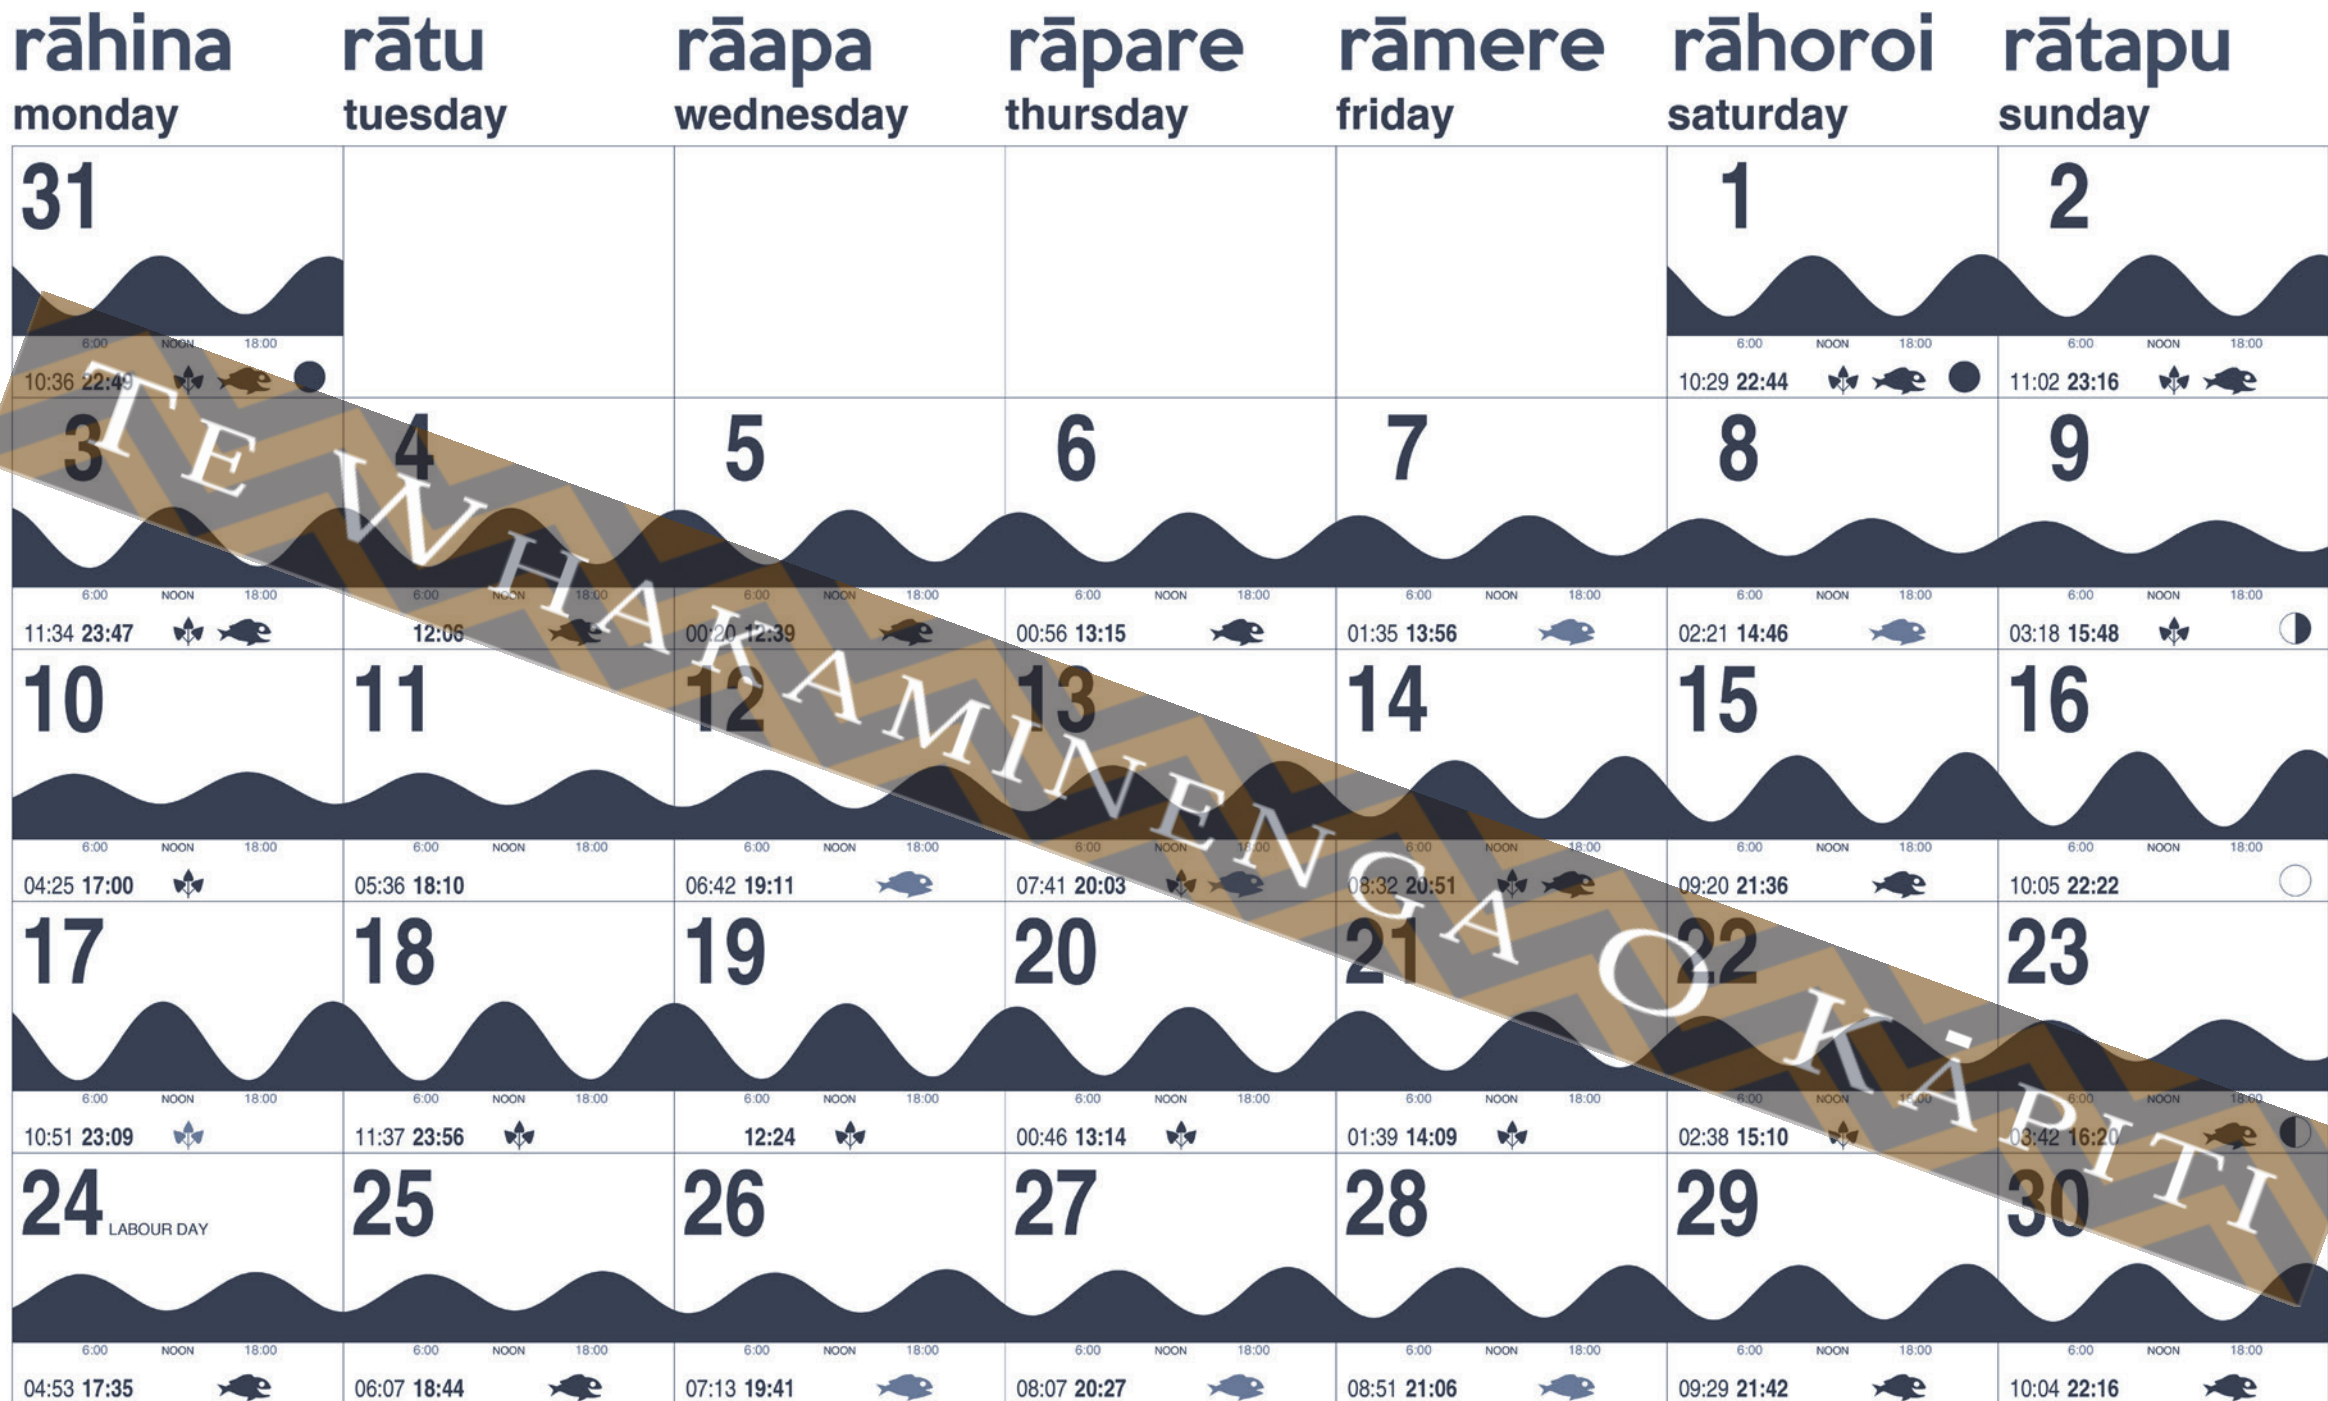 rāhina rātu rāapa rāpare rāmere rāhoroi rātapu
monday tuesday wednesday thursday friday saturday sunday
31 1 2
6:00 NOON 18:00 6:00 NOON 18:00 6:00 NOON 18:00
10:36 22:49 10:29 22:44 11:02 23:16
3 4 5 6 7 8 9
6:00 NOON 18:00 6:00 NOON 18:00 6:00 NOON 18:00 6:00 NOON 18:00 6:00 NOON 18:00 6:00 NOON 18:00 6:00 NOON 18:00
11:34 23:47 12:06 00:20 12:39 00:56 13:15 01:35 13:56 02:21 14:46 03:18 15:48
10 11 12 13 14 15 16
6:00 NOON 18:00 6:00 NOON 18:00 6:00 NOON 18:00 6:00 NOON 18:00 6:00 NOON 18:00 6:00 NOON 18:00 6:00 NOON 18:00
04:25 17:00 05:36 18:10 06:42 19:11 07:41 20:03 08:32 20:51 09:20 21:36 10:05 22:22
17 18 19 20 21 22 23
6:00 NOON 18:00 6:00 NOON 18:00 6:00 NOON 18:00 6:00 NOON 18:00 6:00 NOON 18:00 6:00 NOON 18:00 6:00 NOON 18:00
10:51 23:09 11:37 23:56 12:24 00:46 13:14 01:39 14:09 02:38 15:10 03:42 16:20
24 LABOUR DAY 25 26 27 28 29 30
6:00 NOON 18:00 6:00 NOON 18:00 6:00 NOON 18:00 6:00 NOON 18:00 6:00 NOON 18:00 6:00 NOON 18:00 6:00 NOON 18:00
04:53 17:35 06:07 18:44 07:13 19:41 08:07 20:27 08:51 21:06 09:29 21:42 10:04 22:16
TE WHAKAMINENGA O KĀPITI